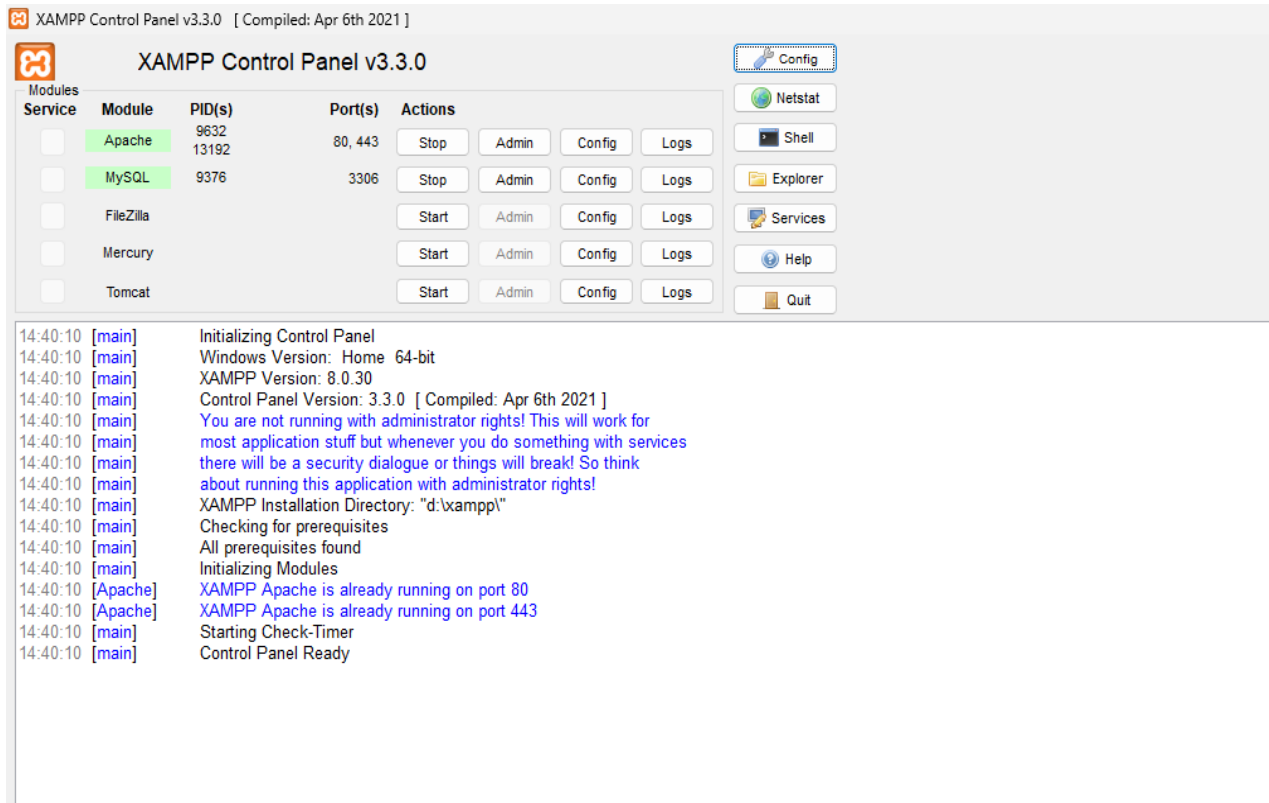 XAMPP Control Panel v3.3.0 [ Compiled: Apr 6th 2021 ]
XAMPP Control Panel v3.3.0
Config
Modules
Service Module PID(s) Port(s) Actions
Netstat
Apache 9632 13192 80, 443 Stop Admin Config Logs
Shell
MySQL 9376 3306 Stop Admin Config Logs
Explorer
FileZilla Start Admin Config Logs
Services
Mercury Start Admin Config Logs
Help
Tomcat Start Admin Config Logs
Quit
14:40:10 [main] Initializing Control Panel
14:40:10 [main] Windows Version: Home 64-bit
14:40:10 [main] XAMPP Version: 8.0.30
14:40:10 [main] Control Panel Version: 3.3.0 [ Compiled: Apr 6th 2021 ]
14:40:10 [main] You are not running with administrator rights! This will work for
14:40:10 [main] most application stuff but whenever you do something with services
14:40:10 [main] there will be a security dialogue or things will break! So think
14:40:10 [main] about running this application with administrator rights!
14:40:10 [main] XAMPP Installation Directory: "d:\xampp\"
14:40:10 [main] Checking for prerequisites
14:40:10 [main] All prerequisites found
14:40:10 [main] Initializing Modules
14:40:10 [Apache] XAMPP Apache is already running on port 80
14:40:10 [Apache] XAMPP Apache is already running on port 443
14:40:10 [main] Starting Check-Timer
14:40:10 [main] Control Panel Ready